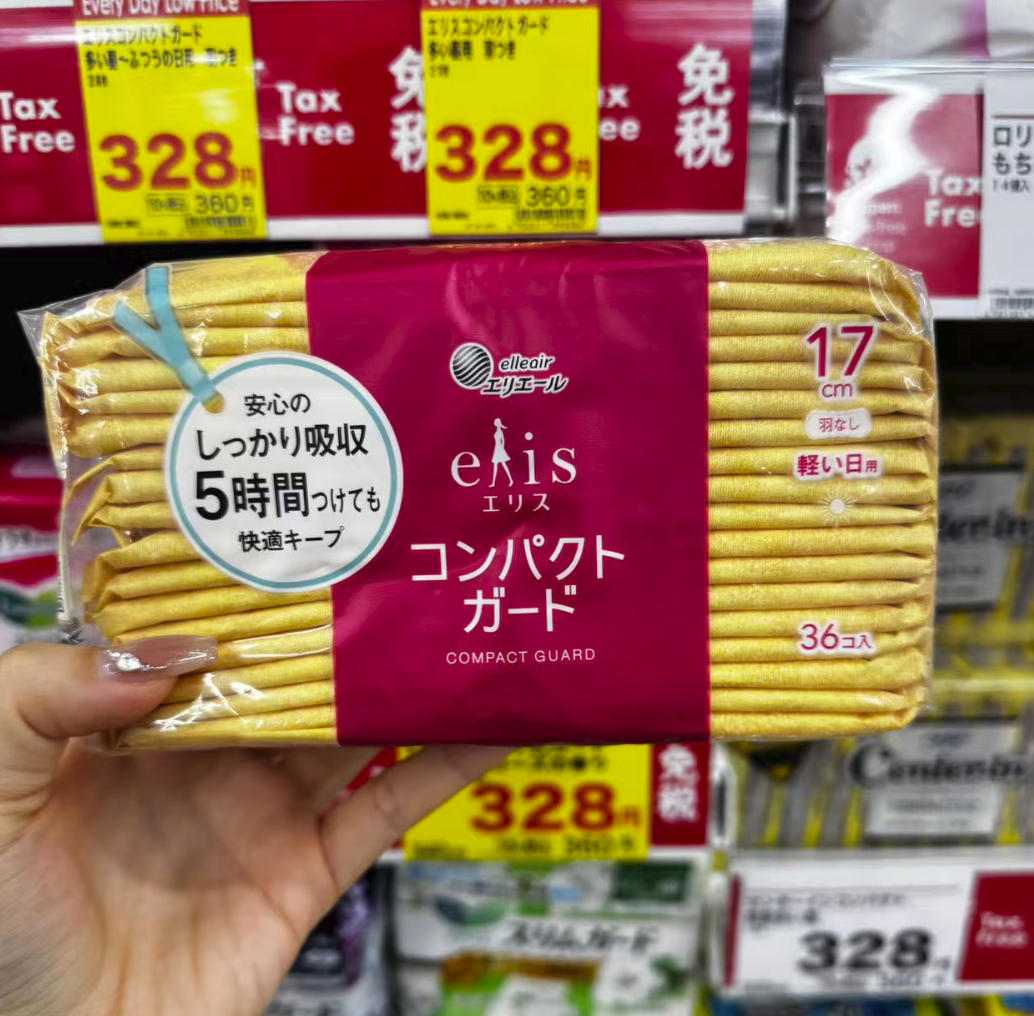 Every Day Low Price
エリスコンパクトガード
多い昼〜ふつうの日用 羽つき
Tax
Free
328円
360円
Tax
Free
免
税
エリスコンパクトガード
多い昼用 羽つき
328円
360円
免
税
Tax
Free
ロリ
もち
elleair
エリエール
elis
エリス
コンパクト
ガード
COMPACT GUARD
安心の
しっかり吸収
5時間つけても
快適キープ
17
cm
羽なし
軽い日用
36コ入
328円
免
税
Centerin
スリムガード
328
Tax
free